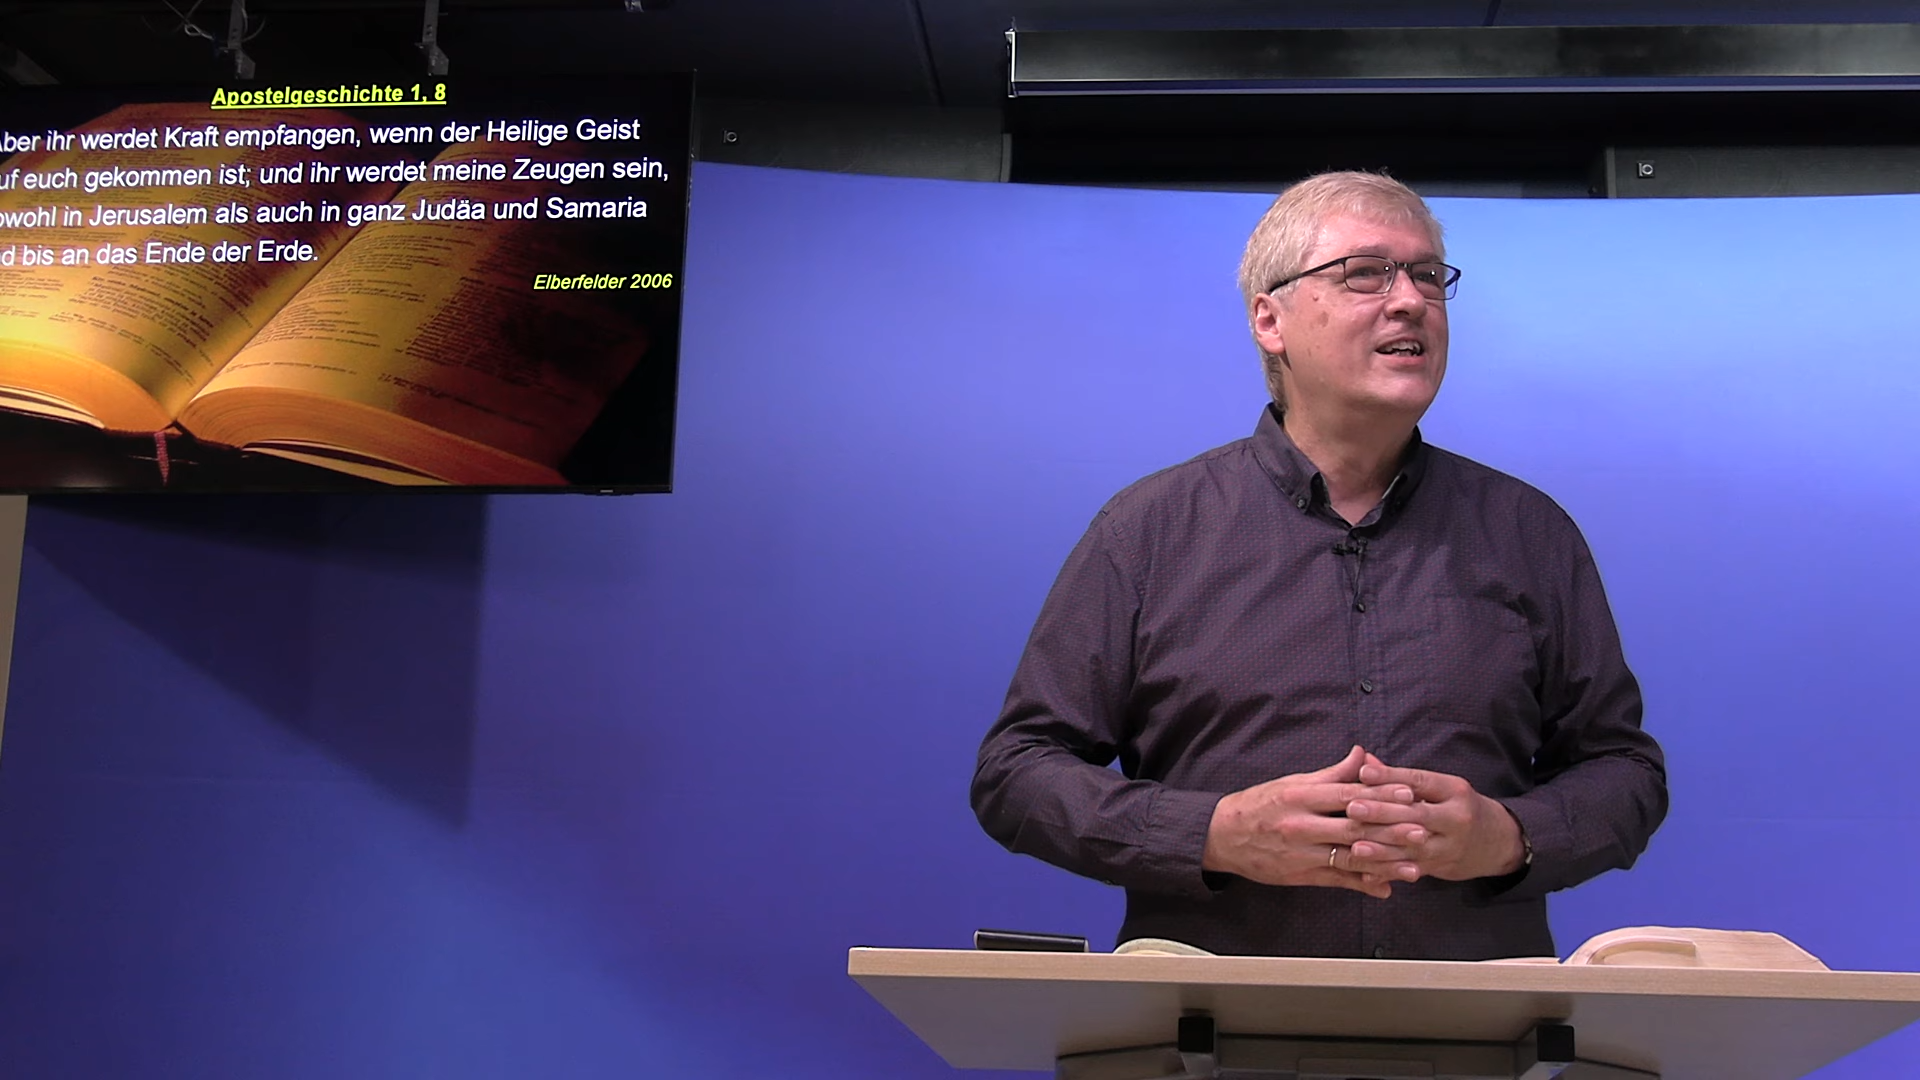 Apostelgeschichte 1, 8
Aber ihr werdet Kraft empfangen, wenn der Heilige Geist
uf euch gekommen ist; und ihr werdet meine Zeugen sein,
owohl in Jerusalem als auch in ganz Judäa und Samaria
d bis an das Ende der Erde.
Elberfelder 2006